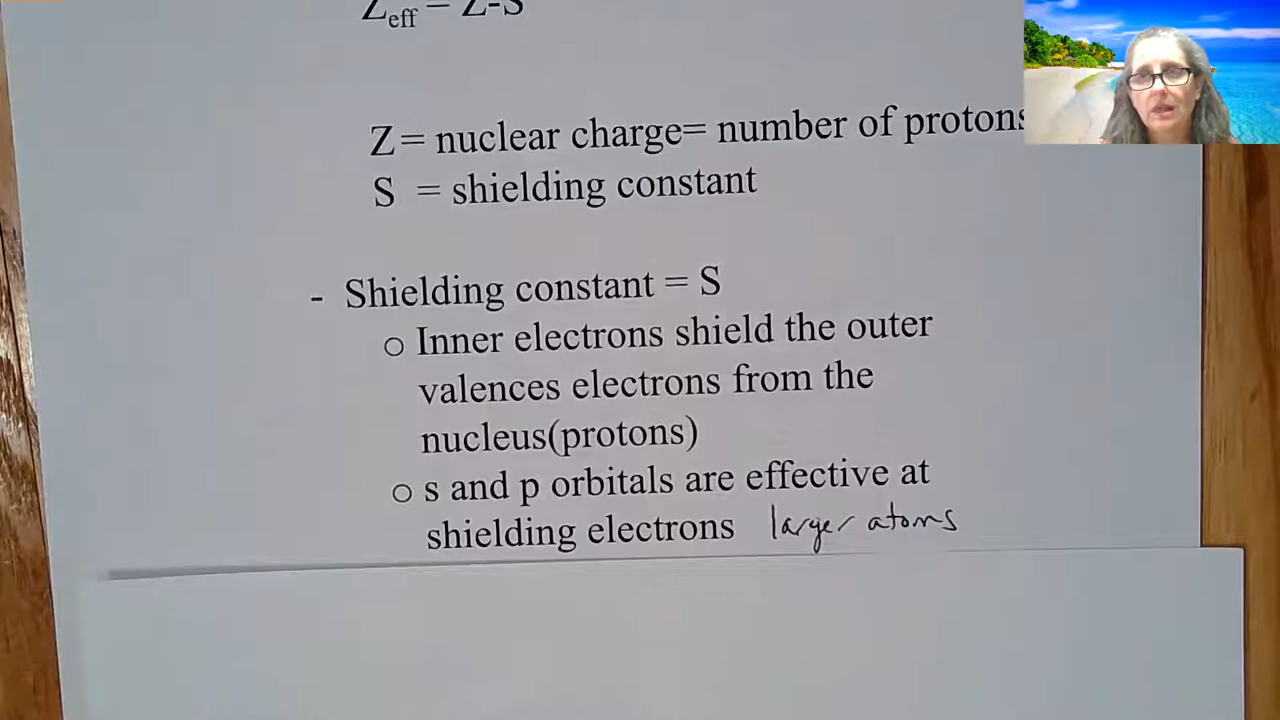 Zeff = Z-S
Z = nuclear charge= number of protons
S = shielding constant
- Shielding constant = S
○ Inner electrons shield the outer
valences electrons from the
nucleus(protons)
○ s and p orbitals are effective at
shielding electrons larger atoms